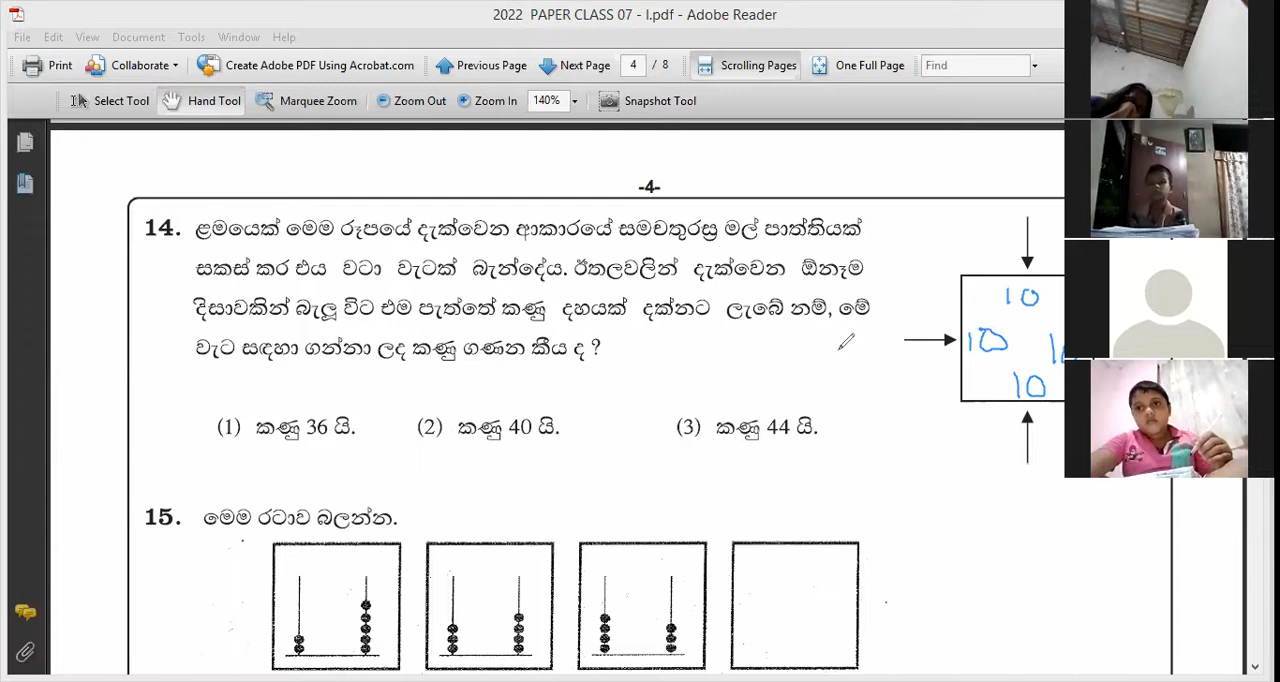 2022 PAPER CLASS 07 - I.pdf - Adobe Reader
File Edit View Document Tools Window Help
Print Collaborate Create Adobe PDF Using Acrobat.com Previous Page Next Page 4 / 8 Scrolling Pages One Full Page Find
Select Tool Hand Tool Marquee Zoom Zoom Out Zoom In 140% Snapshot Tool
-4-
14. ළමයෙක් මෙම රූපයේ දැක්වෙන ආකාරයේ සමචතුරස්‍ර මල් පාත්තියක්
සකස් කර එය වටා වැටක් බැන්දේය. ඊතලවලින් දැක්වෙන ඕනෑම
දිසාවකින් බැලූ විට එම පැත්තේ කණු දහයක් දක්නට ලැබේ නම්, මේ
වැට සඳහා ගන්නා ලද කණු ගණන කීය ද ?
10
10
10
(1) කණු 36 යි. (2) කණු 40 යි. (3) කණු 44 යි.
15. මෙම රටාව බලන්න.